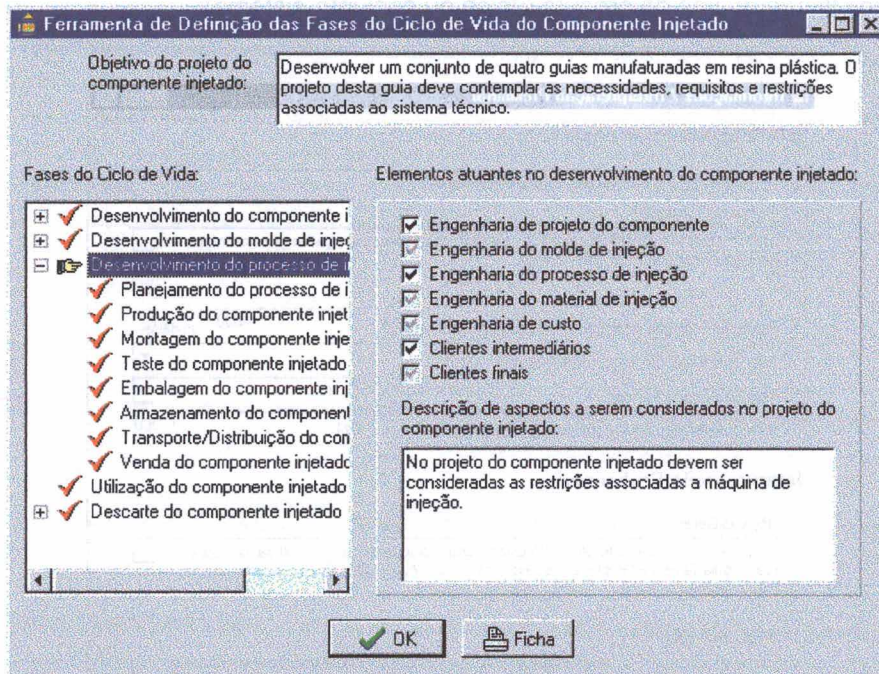 Ferramenta de Definição das Fases do Ciclo de Vida do Componente Injetado
Objetivo do projeto do
componente injetado:
Desenvolver um conjunto de quatro guias manufaturadas em resina plástica. O
projeto desta guia deve contemplar as necessidades, requisitos e restrições
associadas ao sistema técnico.
Fases do Ciclo de Vida:
Desenvolvimento do componente i
Desenvolvimento do molde de injeç
Desenvolvimento do processo de i
Planejamento do processo de i
Produção do componente injet
Montagem do componente inje
Teste do componente injetado
Embalagem do componente inj
Armazenamento do component
Transporte/Distribuição do con
Venda do componente injetado
Utilização do componente injetado
Descarte do componente injetado
Elementos atuantes no desenvolvimento do componente injetado:
Engenharia de projeto do componente
Engenharia do molde de injeção
Engenharia do processo de injeção
Engenharia do material de injeção
Engenharia de custo
Clientes intermediários
Clientes finais
Descrição de aspectos a serem considerados no projeto do
componente injetado:
No projeto do componente injetado devem ser
consideradas as restrições associadas a máquina de
injeção.
OK
Ficha